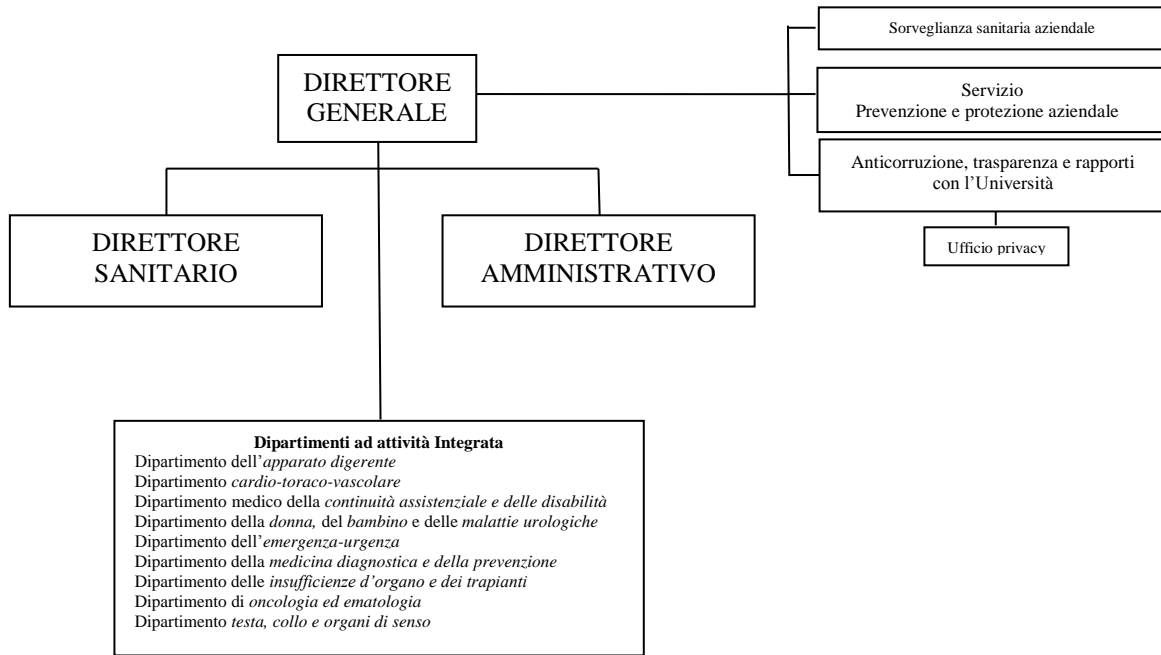 Sorveglianza sanitaria aziendale
DIRETTORE
GENERALE
Servizio
Prevenzione e protezione aziendale
Anticorruzione, trasparenza e rapporti
con l'Università
Ufficio privacy
DIRETTORE
SANITARIO
DIRETTORE
AMMINISTRATIVO
Dipartimenti ad attività Integrata
Dipartimento dell'apparato digerente
Dipartimento cardio-toraco-vascolare
Dipartimento medico della continuità assistenziale e delle disabilità
Dipartimento della donna, del bambino e delle malattie urologiche
Dipartimento dell'emergenza-urgenza
Dipartimento della medicina diagnostica e della prevenzione
Dipartimento delle insufficienze d'organo e dei trapianti
Dipartimento di oncologia ed ematologia
Dipartimento testa, collo e organi di senso